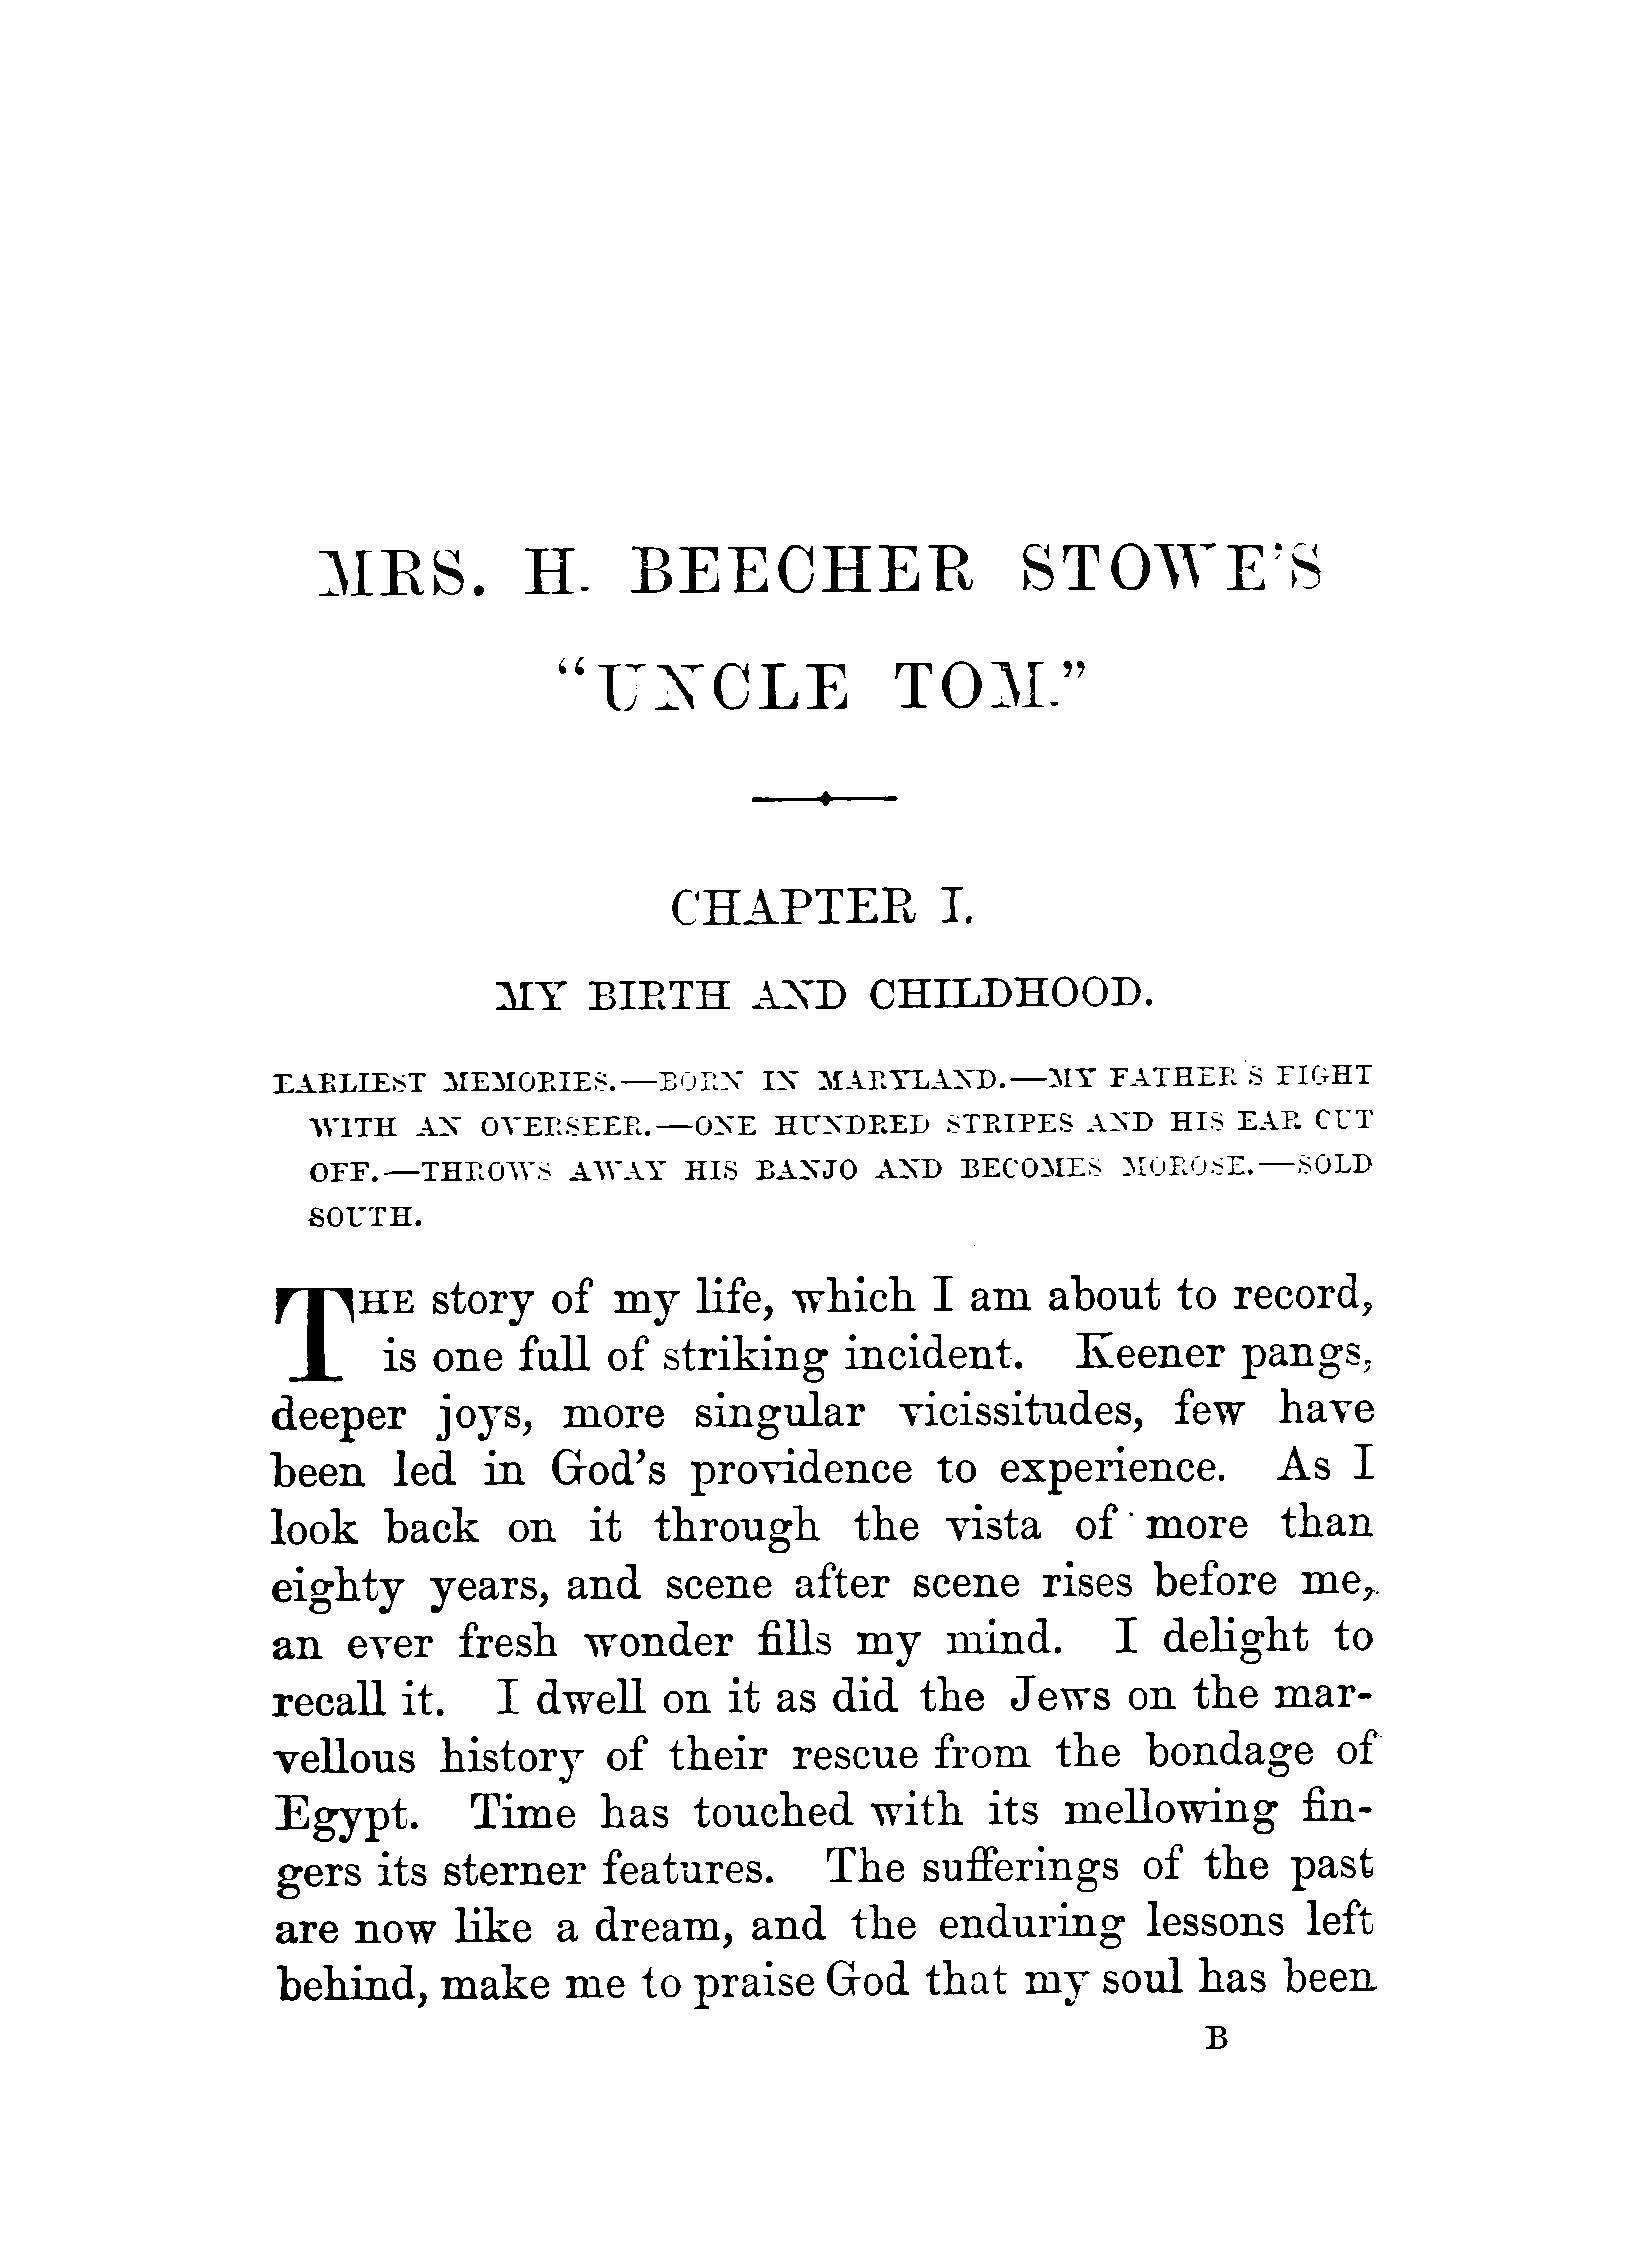 MRS. H. BEECHER STOWE'S
“UNCLE TOM.”
CHAPTER I.
MY BIRTH AND CHILDHOOD.
EARLIEST MEMORIES.—BORN IN MARYLAND.—MY FATHER'S FIGHT
WITH AN OVERSEER.—ONE HUNDRED STRIPES AND HIS EAR CUT
OFF.—THROWS AWAY HIS BANJO AND BECOMES MOROSE.—SOLD
SOUTH.
THE story of my life, which I am about to record,
is one full of striking incident. Keener pangs,
deeper joys, more singular vicissitudes, few have
been led in God's providence to experience. As I
look back on it through the vista of more than
eighty years, and scene after scene rises before me,
an ever fresh wonder fills my mind. I delight to
recall it. I dwell on it as did the Jews on the mar-
vellous history of their rescue from the bondage of
Egypt. Time has touched with its mellowing fin-
gers its sterner features. The sufferings of the past
are now like a dream, and the enduring lessons left
behind, make me to praise God that my soul has been
B